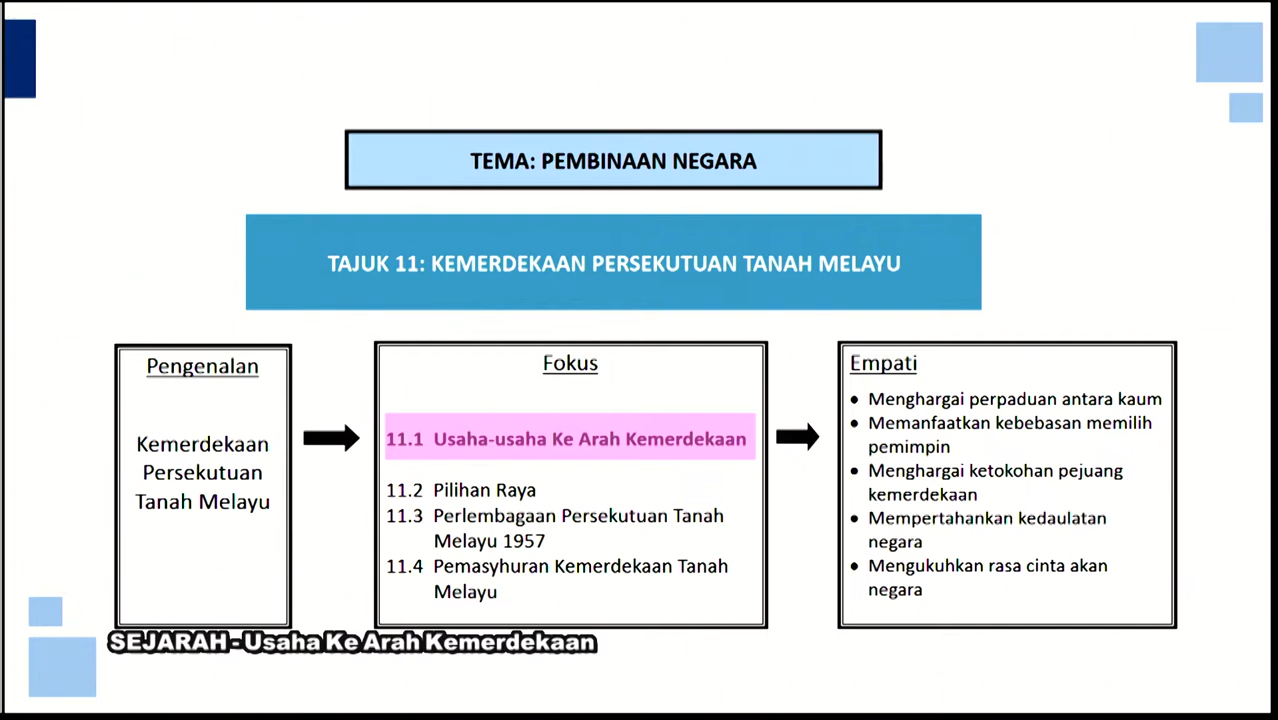 TEMA: PEMBINAAN NEGARA
TAJUK 11: KEMERDEKAAN PERSEKUTUAN TANAH MELAYU
Pengenalan
Kemerdekaan
Persekutuan
Tanah Melayu
Fokus
11.1 Usaha-usaha Ke Arah Kemerdekaan
11.2 Pilihan Raya
11.3 Perlembagaan Persekutuan Tanah
Melayu 1957
11.4 Pemasyhuran Kemerdekaan Tanah
Melayu
Empati
• Menghargai perpaduan antara kaum
• Memanfaatkan kebebasan memilih
pemimpin
• Menghargai ketokohan pejuang
kemerdekaan
• Mempertahankan kedaulatan
negara
• Mengukuhkan rasa cinta akan
negara
SEJARAH - Usaha Ke Arah Kemerdekaan